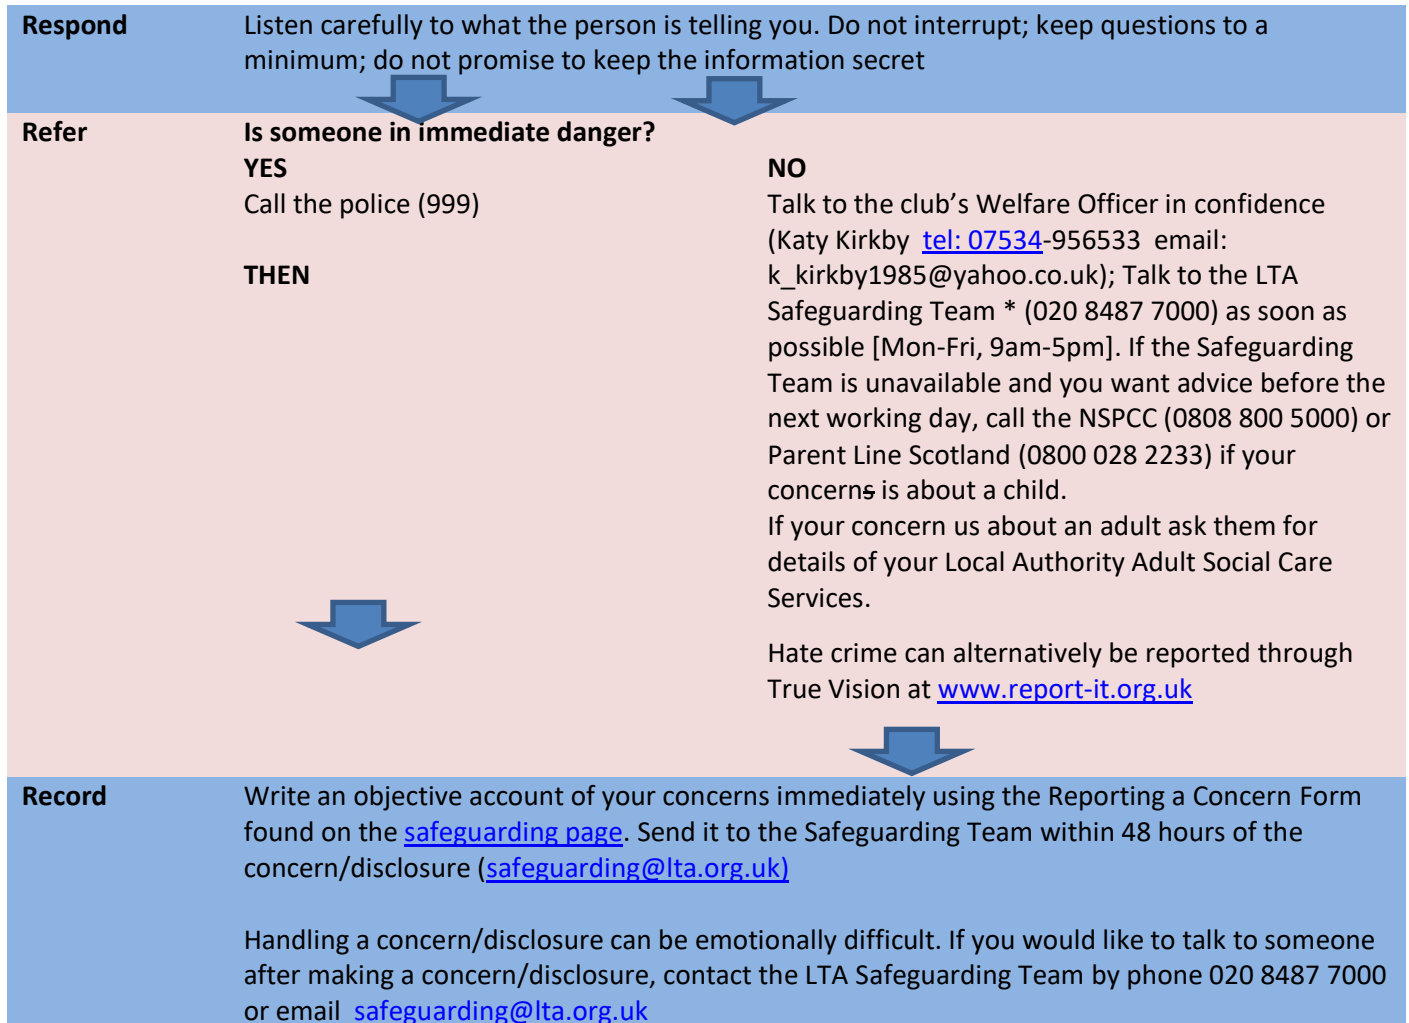 Respond
Listen carefully to what the person is telling you. Do not interrupt; keep questions to a
minimum; do not promise to keep the information secret
Refer
Is someone in immediate danger?
YES
Call the police (999)
THEN
NO
Talk to the club’s Welfare Officer in confidence
(Katy Kirkby  tel: 07534-956533  email:
k_kirkby1985@yahoo.co.uk); Talk to the LTA
Safeguarding Team * (020 8487 7000) as soon as
possible [Mon-Fri, 9am-5pm]. If the Safeguarding
Team is unavailable and you want advice before the
next working day, call the NSPCC (0808 800 5000) or
Parent Line Scotland (0800 028 2233) if your
concerns is about a child.
If your concern us about an adult ask them for
details of your Local Authority Adult Social Care
Services.
Hate crime can alternatively be reported through
True Vision at www.report-it.org.uk
Record
Write an objective account of your concerns immediately using the Reporting a Concern Form
found on the safeguarding page. Send it to the Safeguarding Team within 48 hours of the
concern/disclosure (safeguarding@lta.org.uk)
Handling a concern/disclosure can be emotionally difficult. If you would like to talk to someone
after making a concern/disclosure, contact the LTA Safeguarding Team by phone 020 8487 7000
or email  safeguarding@lta.org.uk